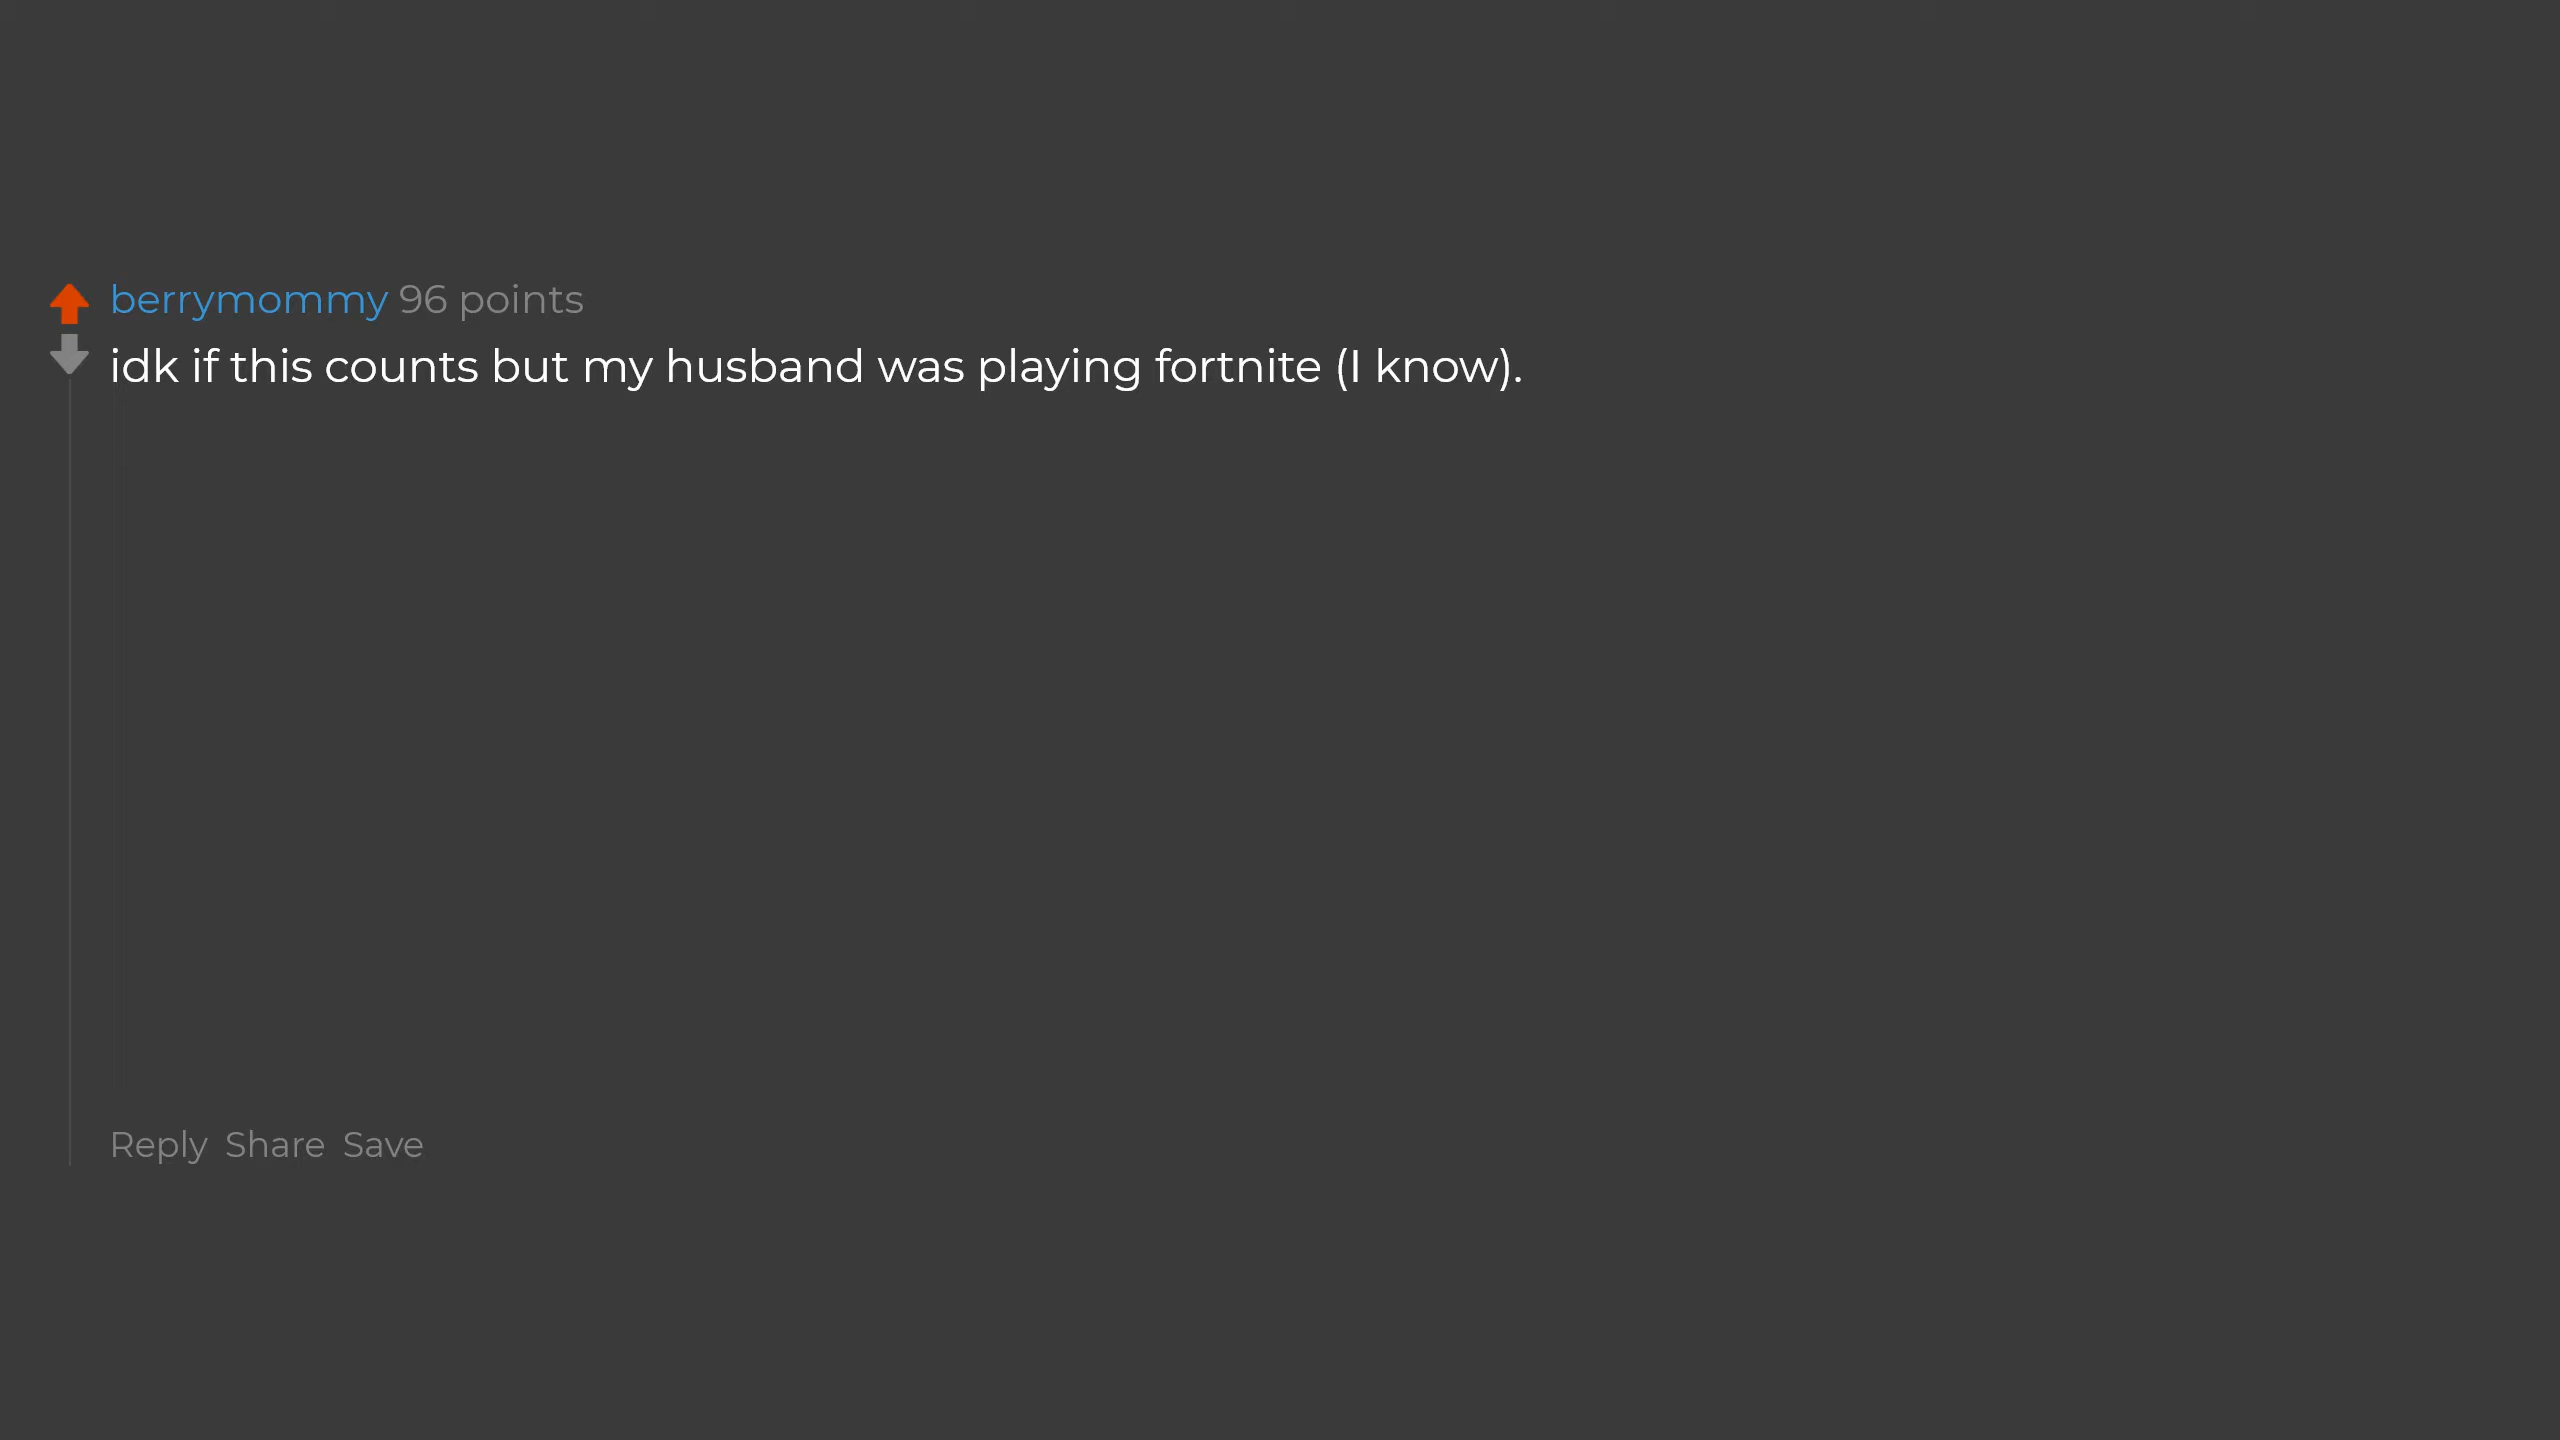 berrymommy 96 points
idk if this counts but my husband was playing fortnite (I know).
Reply Share Save